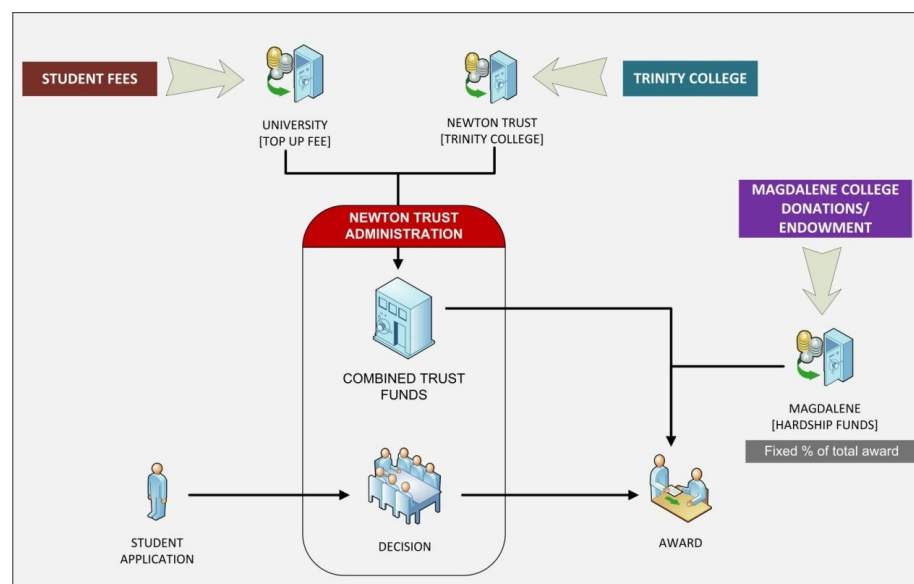 STUDENT FEES
UNIVERSITY
[TOP UP FEE]
NEWTON TRUST
[TRINITY COLLEGE]
TRINITY COLLEGE
NEWTON TRUST
ADMINISTRATION
MAGDALENE COLLEGE
DONATIONS/
ENDOWMENT
COMBINED TRUST
FUNDS
MAGDALENE
[HARDSHIP FUNDS]
Fixed % of total award
STUDENT
APPLICATION
DECISION
AWARD